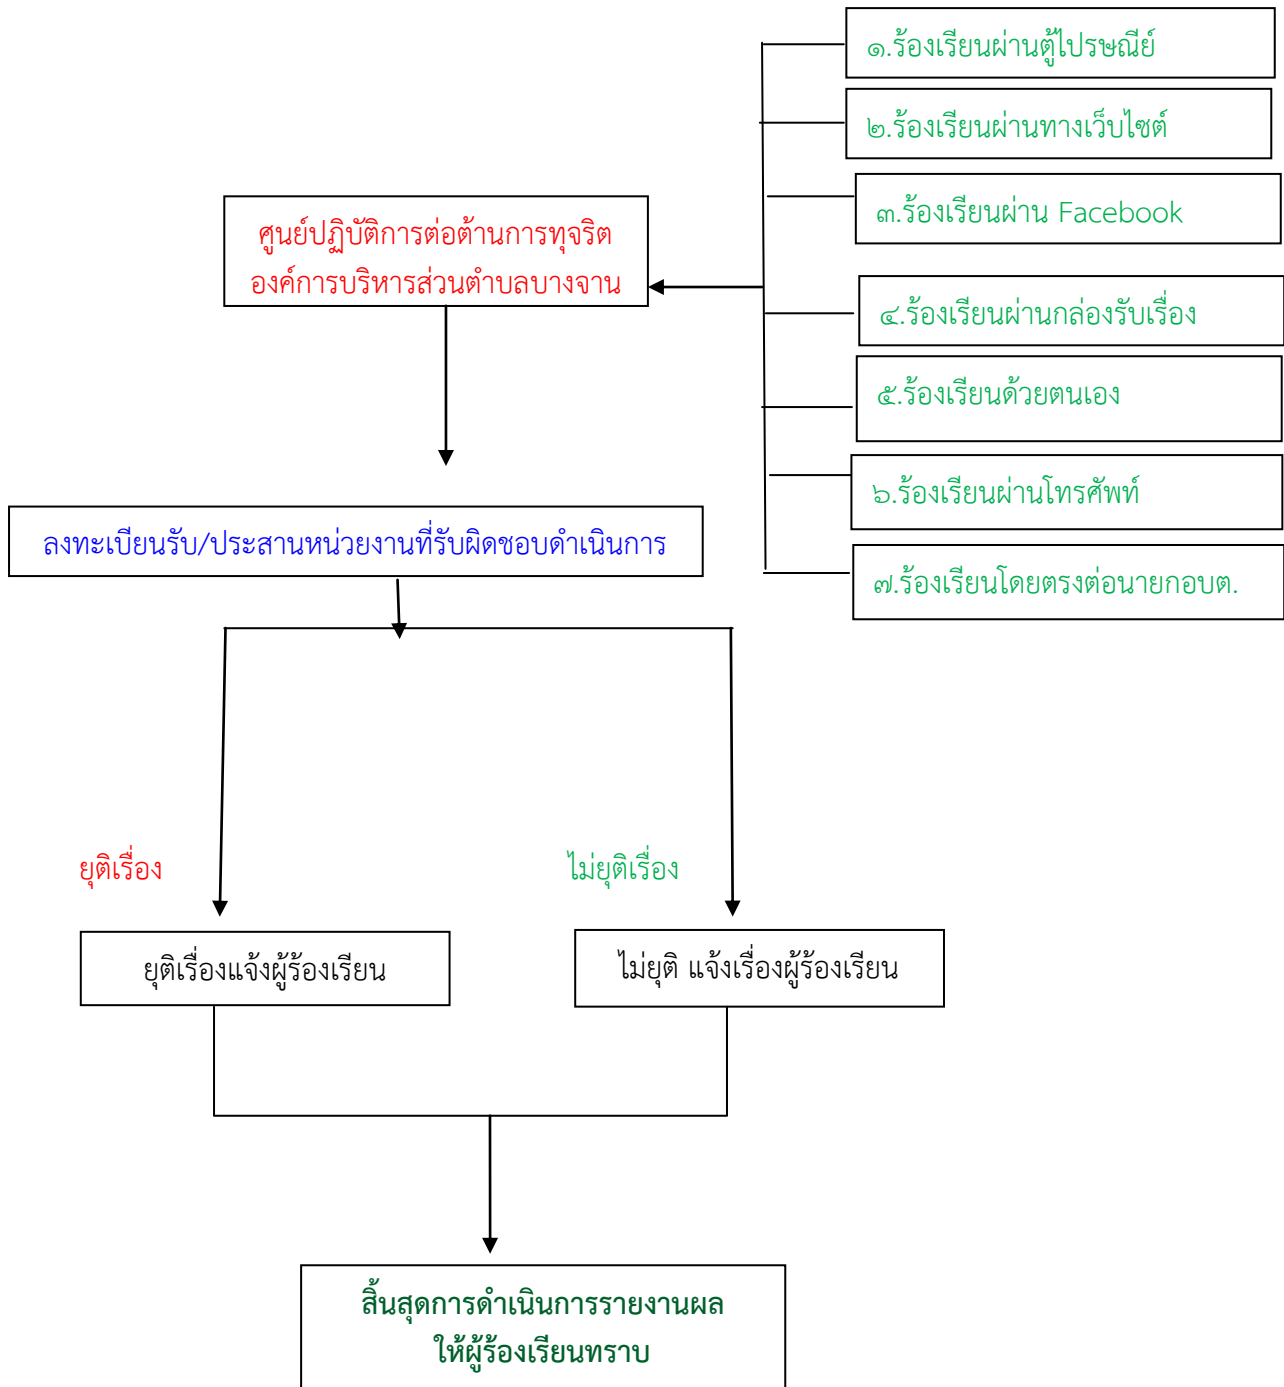 ๑.ร้องเรียนผ่านตู้ไปรษณีย์
๒.ร้องเรียนผ่านทางเว็บไซต์
๓.ร้องเรียนผ่าน Facebook
ศูนย์ปฏิบัติการต่อต้านการทุจริต
องค์การบริหารส่วนตำบลบางจาน
๔.ร้องเรียนผ่านกล่องรับเรื่อง
๕.ร้องเรียนด้วยตนเอง
๖.ร้องเรียนผ่านโทรศัพท์
ลงทะเบียนรับ/ประสานหน่วยงานที่รับผิดชอบดำเนินการ
๗.ร้องเรียนโดยตรงต่อนายกอบต.
ยุติเรื่อง
ไม่ยุติเรื่อง
ยุติเรื่องแจ้งผู้ร้องเรียน
ไม่ยุติ แจ้งเรื่องผู้ร้องเรียน
สิ้นสุดการดำเนินการรายงานผล
ให้ผู้ร้องเรียนทราบ